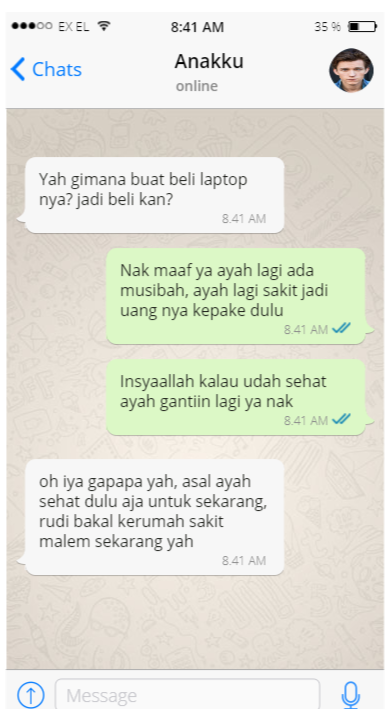 EX EL 8:41 AM 35 %
Chats Anakku
online
Yah gimana buat beli laptop
nya? jadi beli kan?
8.41 AM
Nak maaf ya ayah lagi ada
musibah, ayah lagi sakit jadi
uang nya kepake dulu
8.41 AM
Insyaallah kalau udah sehat
ayah gantiin lagi ya nak
8.41 AM
oh iya gapapa yah, asal ayah
sehat dulu aja untuk sekarang,
rudi bakal kerumah sakit
malem sekarang yah
8.41 AM
Message